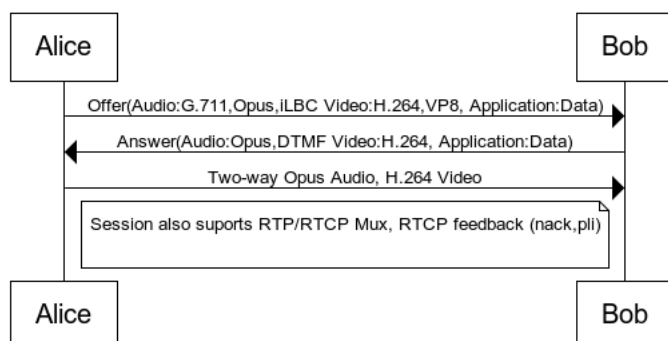 Alice Bob
Offer(Audio:G.711,Opus,iLBC Video:H.264,VP8, Application:Data)
Answer(Audio:Opus,DTMF Video:H.264, Application:Data)
Two-way Opus Audio, H.264 Video
Session also suports RTP/RTCP Mux, RTCP feedback (nack,pli)
Alice Bob